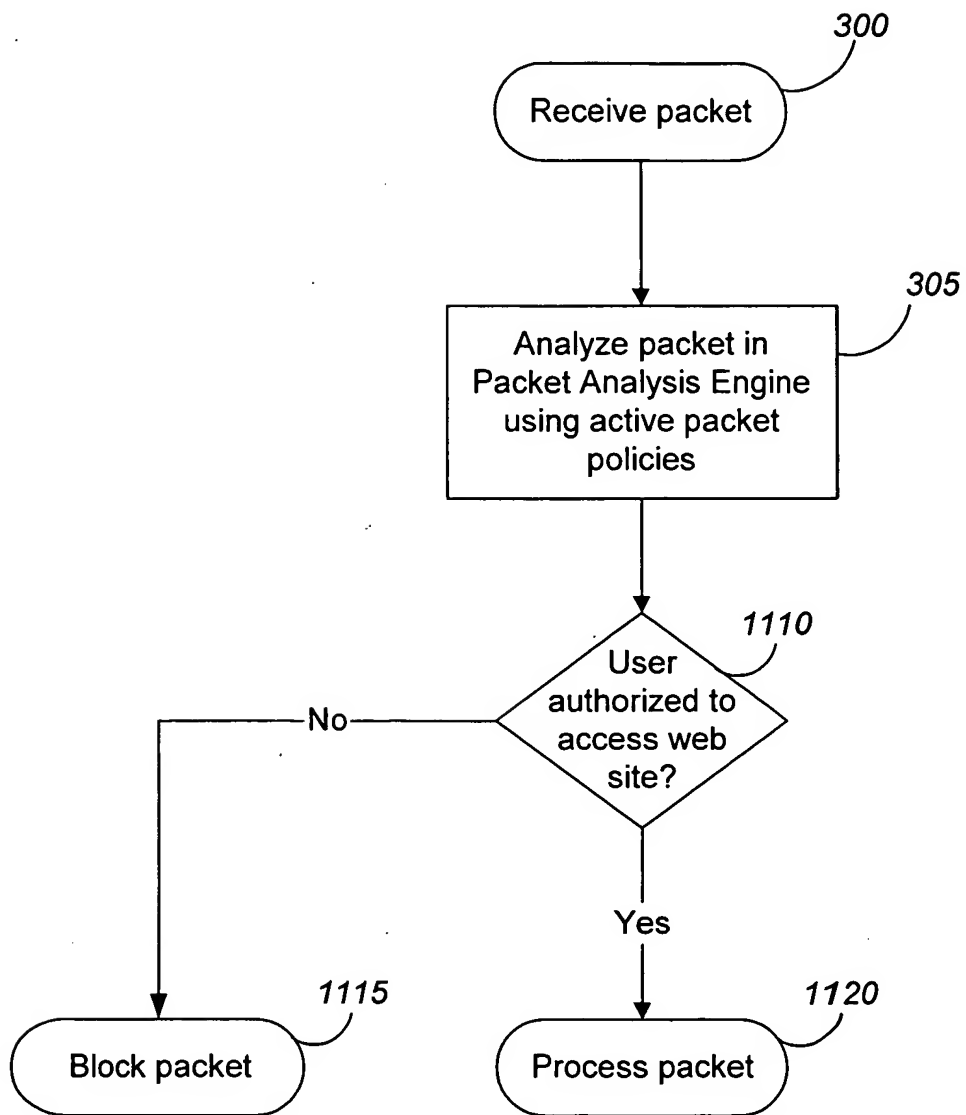 300
Receive packet
305
Analyze packet in
Packet Analysis Engine
using active packet
policies
1110
User
authorized to
access web
site?
No
Yes
1115
Block packet
1120
Process packet